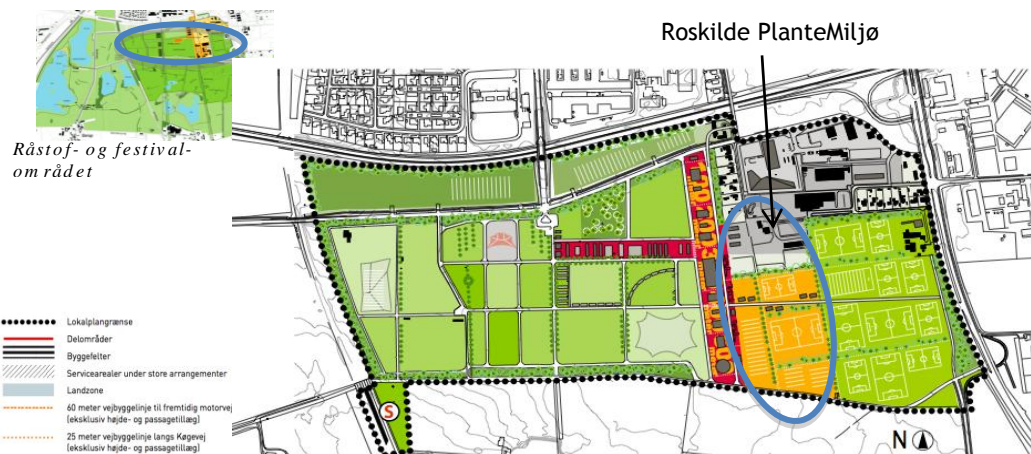 Roskilde PlanteMiljø
Råstof- og festival-
området
Lokalplangrænse
Delområder
Byggefelter
Servicearealer under store arrangementer
Landzone
60 meter vejbyggelinje til fremtidig motorvej
(eksklusiv højde- og passagetillæg)
25 meter vejbyggelinje langs Køgevej
(eksklusiv højde- og passagetillæg)
S
N